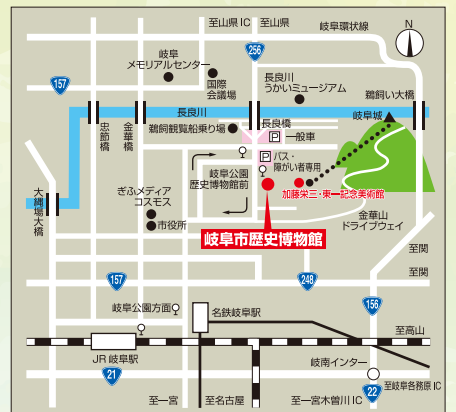 至山県IC
至山県
岐阜環状線
N
256
岐阜
メモリアルセンター
国際
会議場
長良川
うかいミュージアム
157
鵜飼い大橋
岐阜城
長良川
長良橋
忠節橋
金華橋
鵜飼観覧船乗り場
P
一般車
P
バス・
障がい者専用
岐阜公園
歴史博物館前
大縄場大橋
ぎふメディア
コスモス
市役所
加藤栄三・東一記念美術館
金華山
ドライブウェイ
岐阜市歴史博物館
至関
至関
157
248
156
岐阜公園方面
名鉄岐阜駅
至高山
JR岐阜駅
岐南インター
21
22
至岐阜各務原IC
至一宮
至名古屋
至一宮木曽川IC